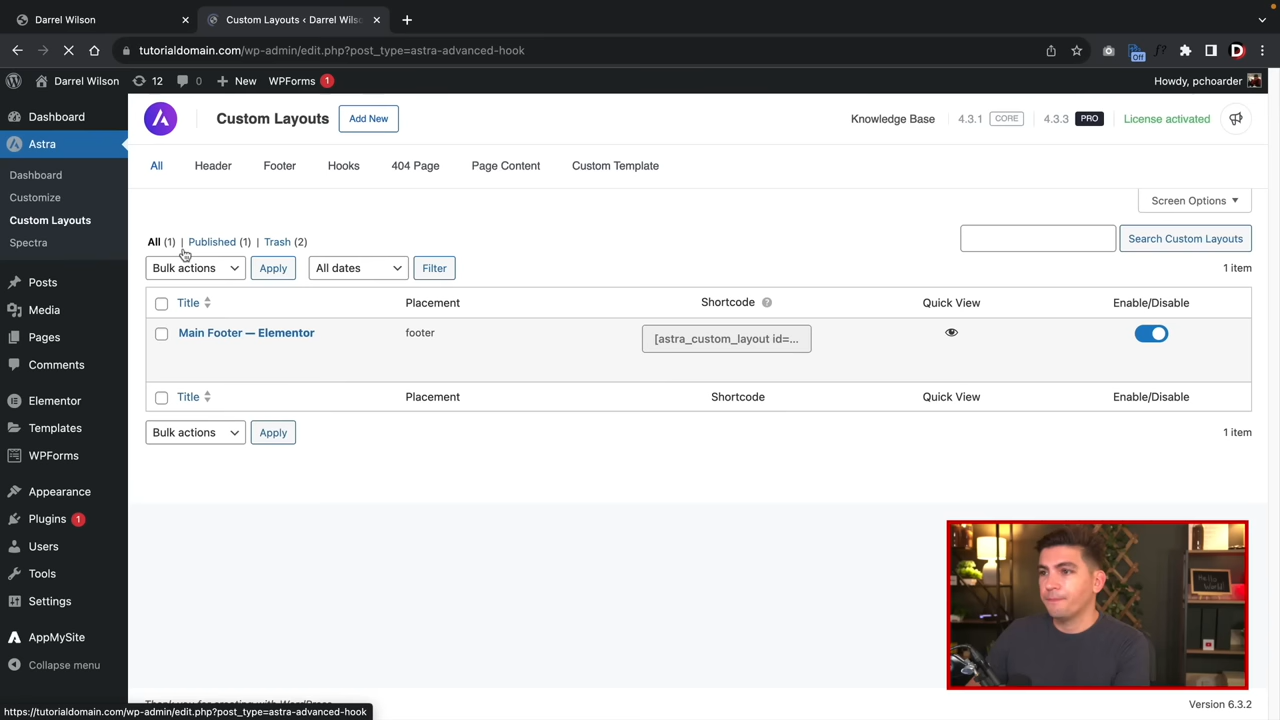 Darrel Wilson
Custom Layouts ‹ Darrel Wils
tutorialdomain.com/wp-admin/edit.php?post_type=astra-advanced-hook
Off
f?
D
Darrel Wilson
12
0
New
WPForms 1
Howdy, pchoarder
Dashboard
Astra
Dashboard
Customize
Custom Layouts
Spectra
Posts
Media
Pages
Comments
Elementor
Templates
WPForms
Appearance
Plugins 1
Users
Tools
Settings
AppMySite
Collapse menu
Custom Layouts
Add New
Knowledge Base
4.3.1 CORE
4.3.3 PRO
License activated
All
Header
Footer
Hooks
404 Page
Page Content
Custom Template
Screen Options
All (1) | Published (1) | Trash (2)
Search Custom Layouts
Bulk actions
Apply
All dates
Filter
1 item
Title
Placement
Shortcode ?
Quick View
Enable/Disable
Main Footer — Elementor
footer
[astra_custom_layout id=...
Title
Placement
Shortcode
Quick View
Enable/Disable
Bulk actions
Apply
1 item
Hello
World!
Version 6.3.2
https://tutorialdomain.com/wp-admin/edit.php?post_type=astra-advanced-hook